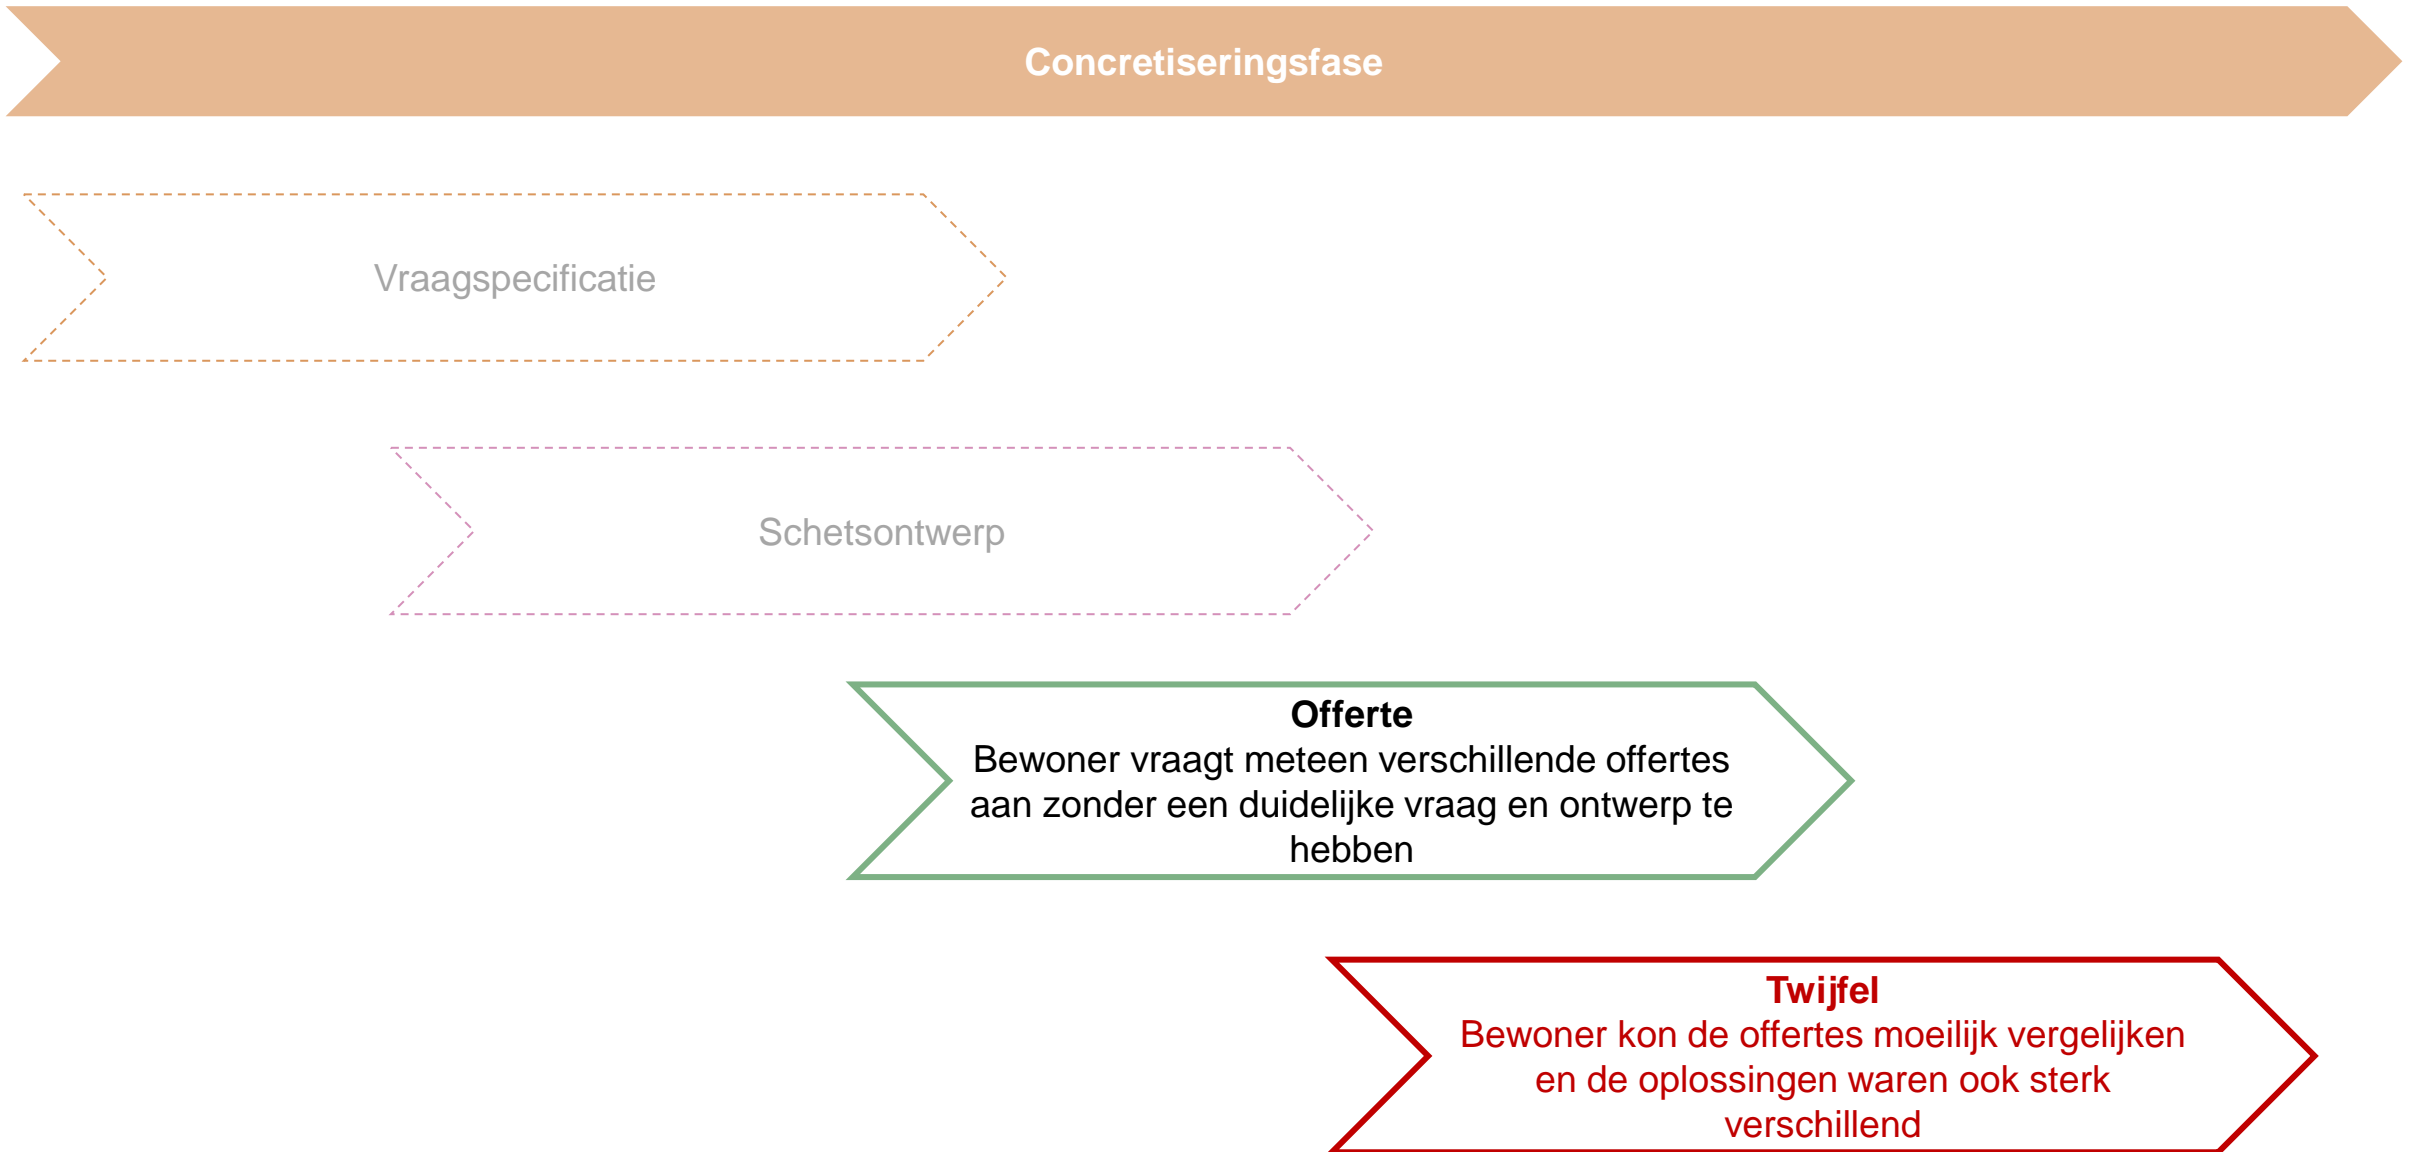 Concretiseringsfase
Vraagspecificatie
Schetsontwerp
Offerte
Bewoner vraagt meteen verschillende offertes
aan zonder een duidelijke vraag en ontwerp te
hebben
Twijfel
Bewoner kon de offertes moeilijk vergelijken
en de oplossingen waren ook sterk
verschillend